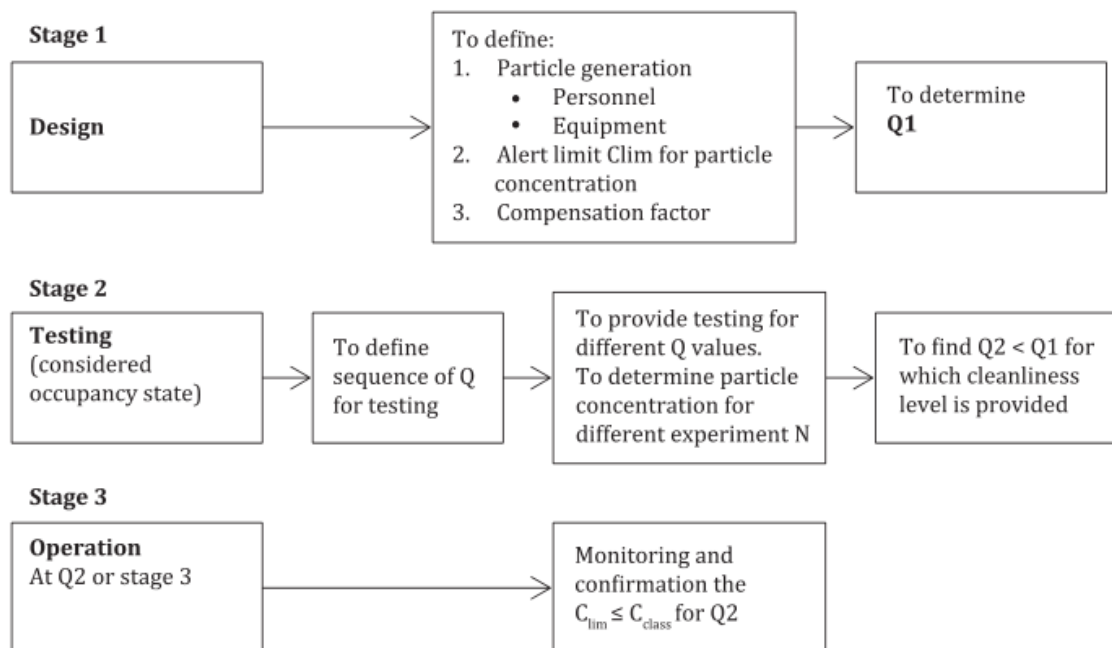 Stage 1
Design
To define:
1. Particle generation
• Personnel
• Equipment
2. Alert limit Clim for particle
concentration
3. Compensation factor
To determine
Q1
Stage 2
Testing
(considered
occupancy state)
To define
sequence of Q
for testing
To provide testing for
different Q values.
To determine particle
concentration for
different experiment N
To find Q2 < Q1 for
which cleanliness
level is provided
Stage 3
Operation
At Q2 or stage 3
Monitoring and
confirmation the
Clim ≤ Cclass for Q2